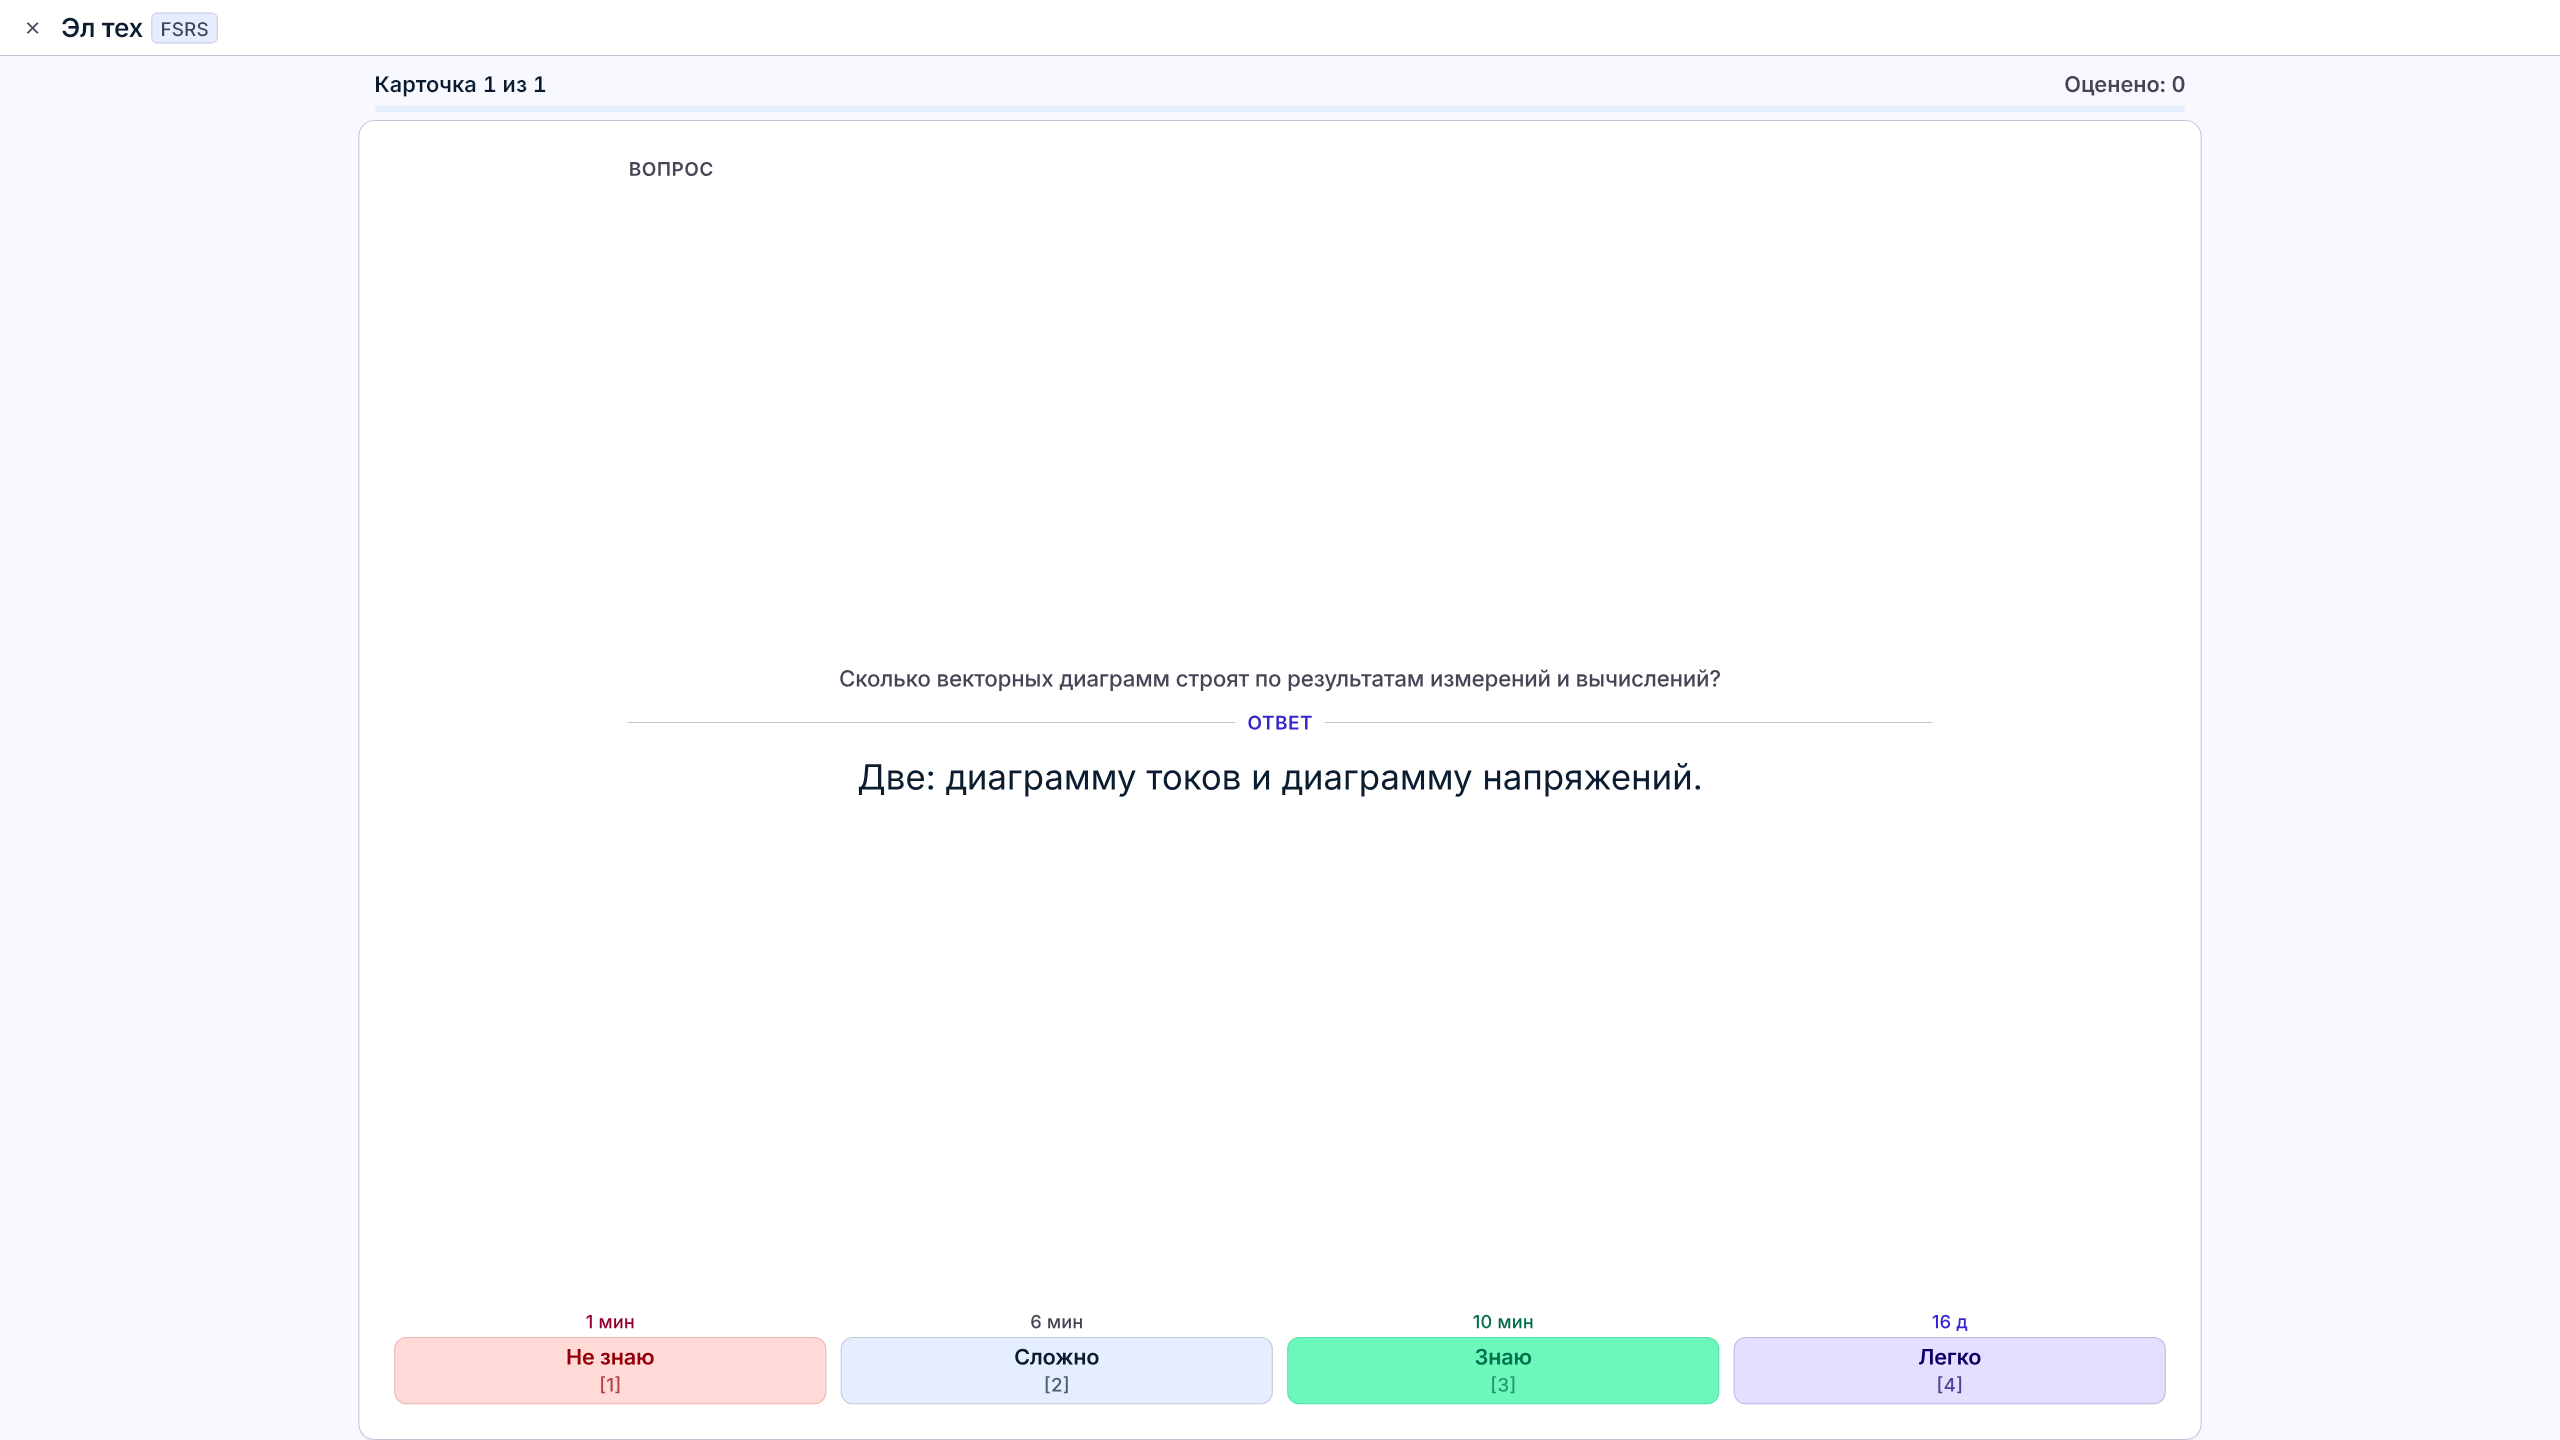 Эл тех FSRS
Карточка 1 из 1
Оценено: 0
ВОПРОС
Сколько векторных диаграмм строят по результатам измерений и вычислений?
ОТВЕТ
Две: диаграмму токов и диаграмму напряжений.
1 мин
Не знаю
[1]
6 мин
Сложно
[2]
10 мин
Знаю
[3]
16 д
Легко
[4]